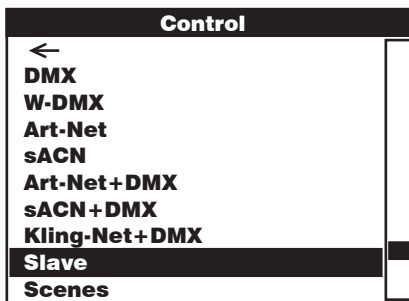 Control
←
DMX
W-DMX
Art-Net
sACN
Art-Net+DMX
sACN+DMX
Kling-Net+DMX
Slave
Scenes